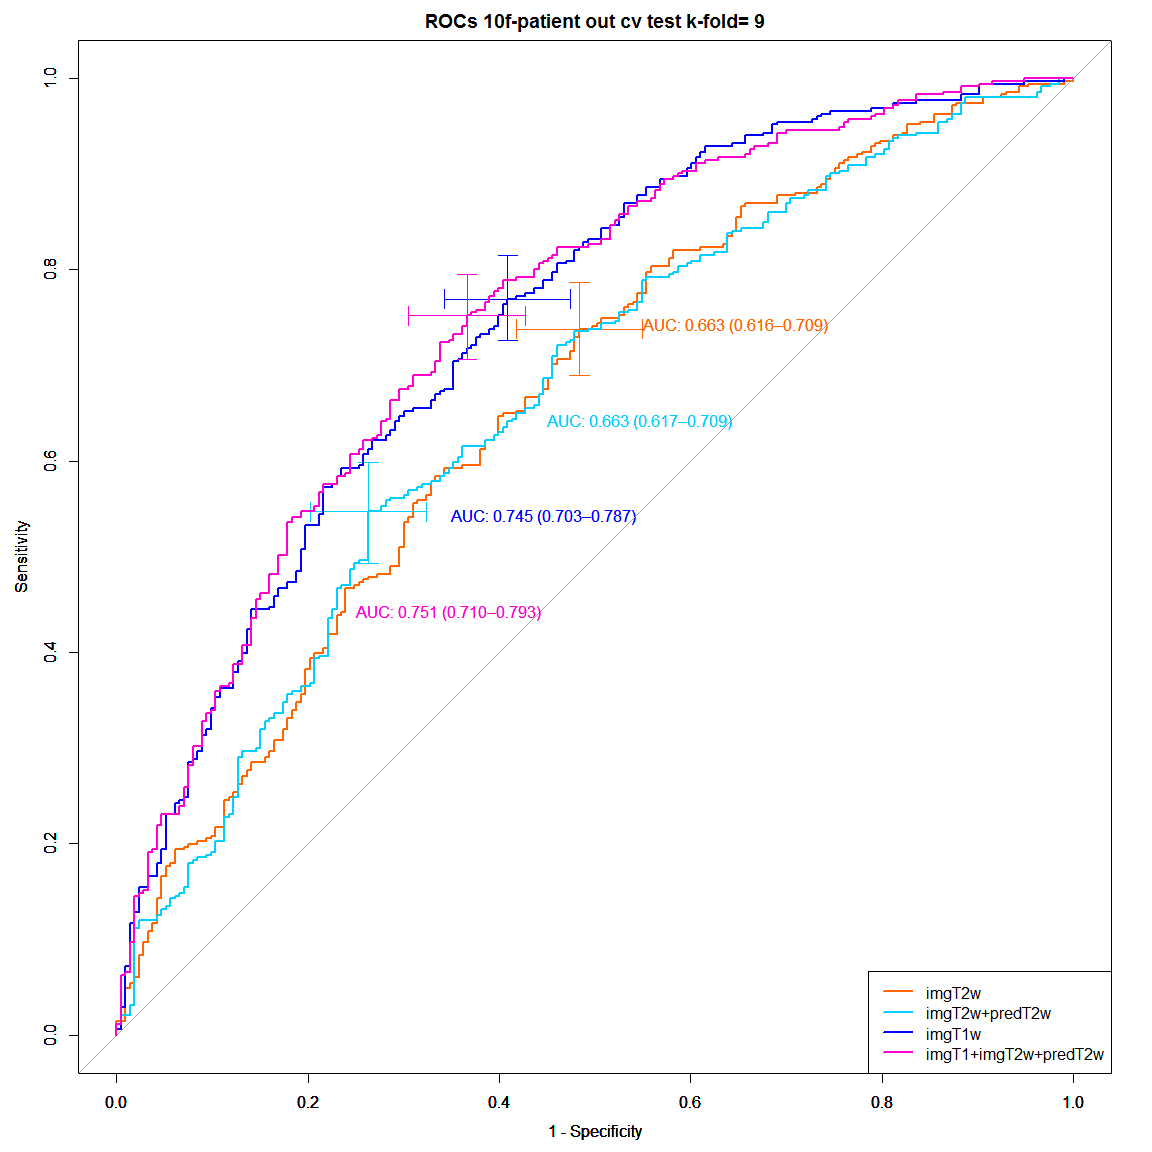 ROCs 10f-patient out cv test k-fold= 9
Sensitivity
1.0
0.8
0.6
0.4
0.2
0.0
AUC: 0.663 (0.616–0.709)
AUC: 0.663 (0.617–0.709)
AUC: 0.745 (0.703–0.787)
AUC: 0.751 (0.710–0.793)
imgT2w
imgT2w+predT2w
imgT1w
imgT1+imgT2w+predT2w
0.0 0.2 0.4 0.6 0.8 1.0
1 - Specificity